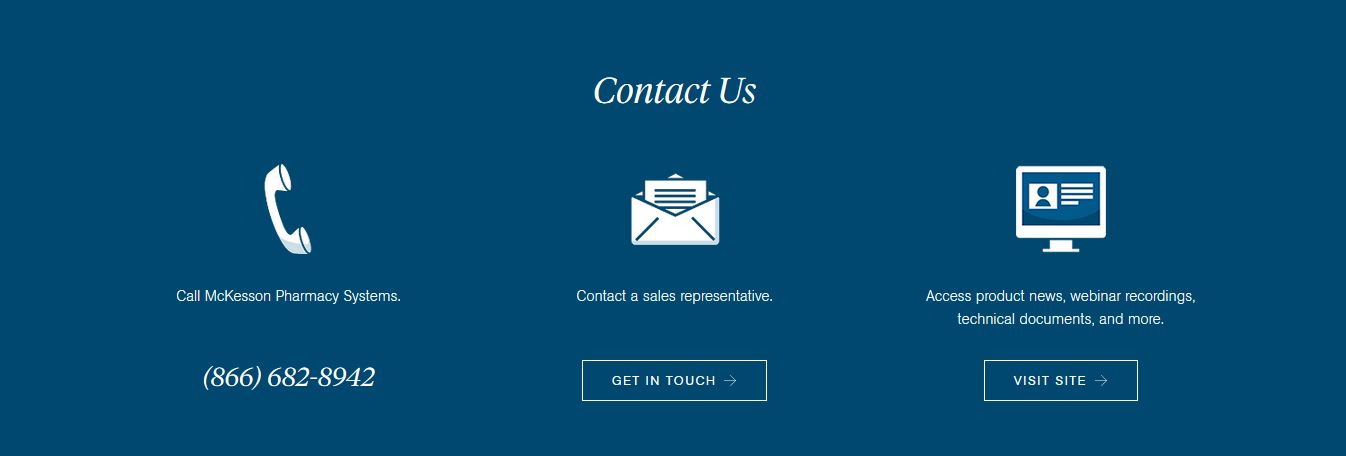 Contact Us
Call McKesson Pharmacy Systems.
(866) 682-8942
Contact a sales representative.
GET IN TOUCH
Access product news, webinar recordings,
technical documents, and more.
VISIT SITE